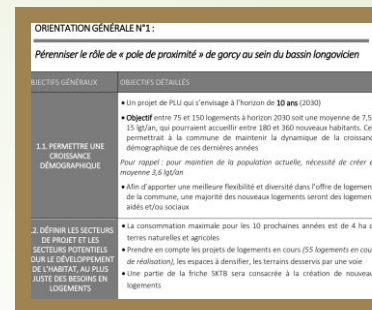 ORIENTATION GÉNÉRALE N°1 :
Pérenniser le rôle de « pole de proximité » de gorcy au sein du bassin longovicien
BJECTIFS GÉNÉRAUX
OBJECTIFS DÉTAILLÉS
1.1. PERMETTRE UNE
CROISSANCE
DÉMOGRAPHIQUE
• Un projet de PLU qui s'envisage à l'horizon de 10 ans (2030)
• Objectif entre 75 et 150 logements à horizon 2030 soit une moyenne de 7,5
15 lgt/an, qui pourraient accueillir entre 180 et 360 nouveaux habitants. Ce
permettrait à la commune de maintenir la dynamique de la croissanc
démographique de ces dernières années
Pour rappel : pour maintien de la population actuelle, nécessité de créer e
moyenne 3,6 lgt/an
• Afin d'apporter une meilleure flexibilité et diversité dans l'offre de logemen
de la commune, une majorité des nouveaux logements seront des logemen
aidés et/ou sociaux
.2. DÉFINIR LES SECTEURS
DE PROJET ET LES
SECTEURS POTENTIELS
OUR LE DÉVELOPPEMENT
DE L'HABITAT, AU PLUS
JUSTE DES BESOINS EN
LOGEMENTS
• La consommation maximale pour les 10 prochaines années est de 4 ha d
terres naturelles et agricoles
• Prendre en compte les projets de logements en cours (55 logements en cou
de réalisation), les espaces à densifier, les terrains desservis par une voie
• Une partie de la friche SKTB sera consacrée à la création de nouveau
logements